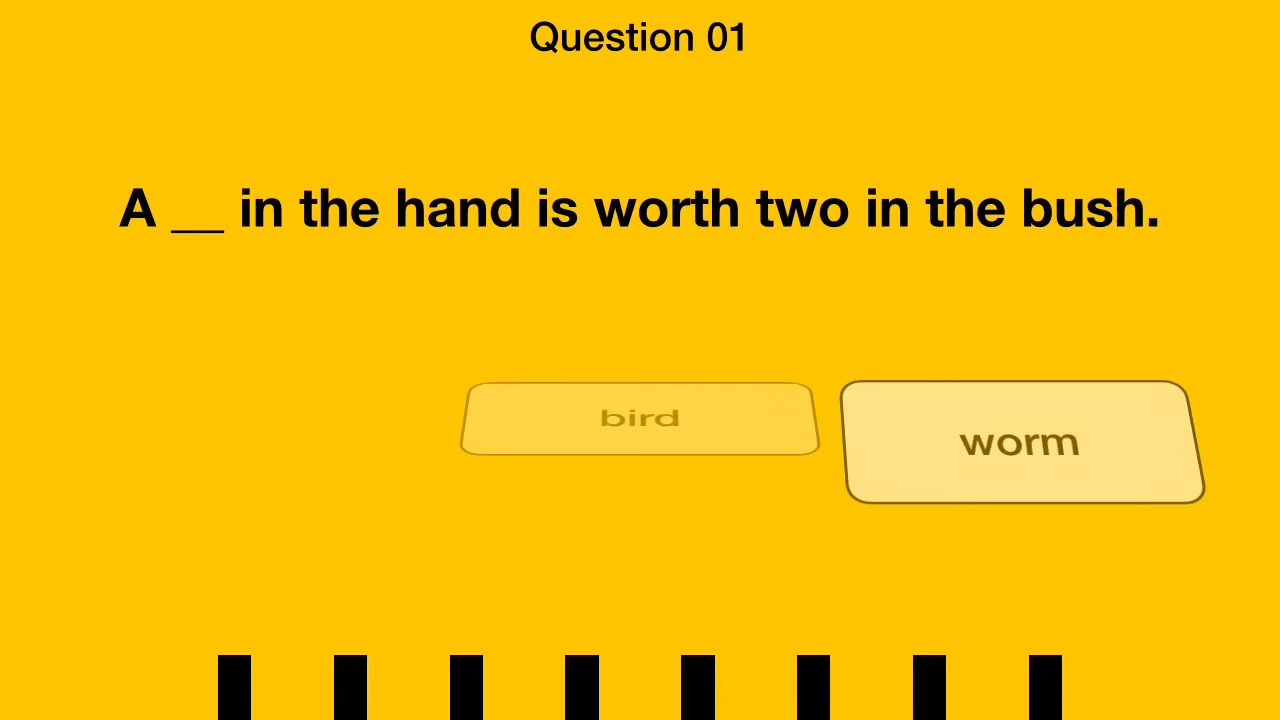 Question 01
A __ in the hand is worth two in the bush.
bird
worm